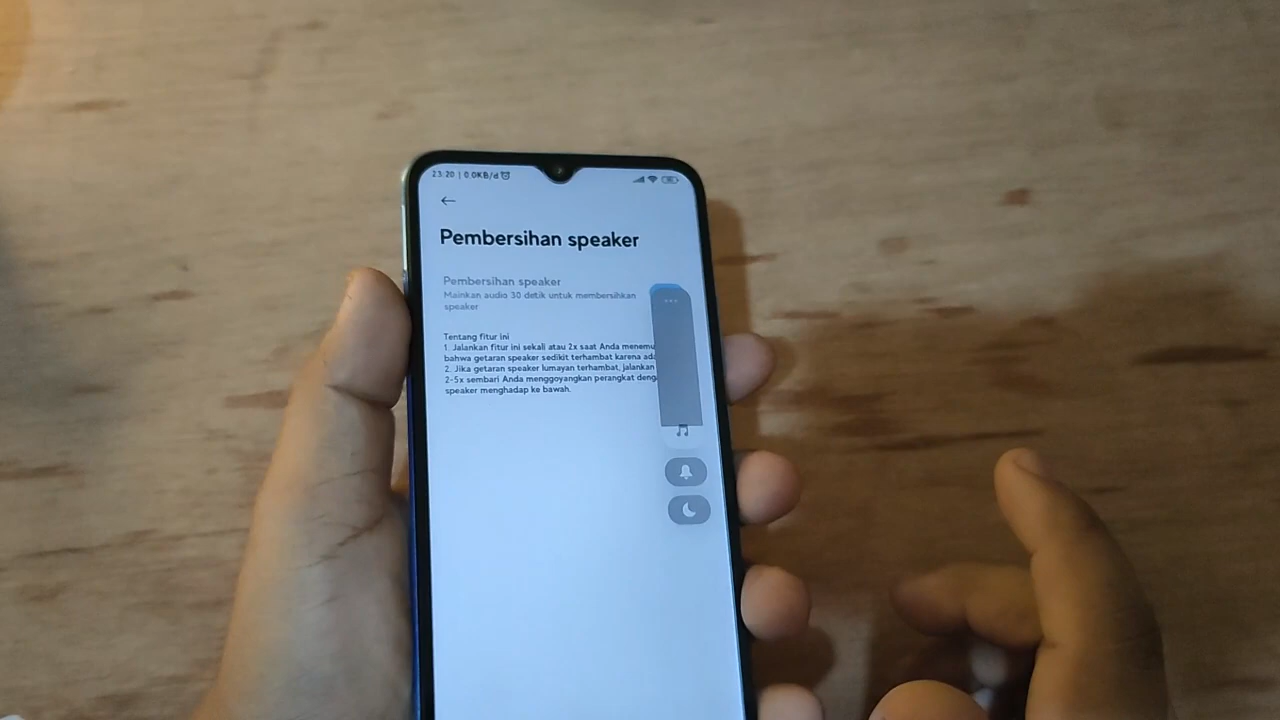 23:20 | 0,0KB/d
Pembersihan speaker
Pembersihan speaker
Mainkan audio 30 detik untuk membersihkan
speaker
Tentang fitur ini
1. Jalankan fitur ini sekali atau 2x saat Anda menemu
bahwa getaran speaker sedikit terhambat karena ada
2. Jika getaran speaker lumayan terhambat, jalankan
2-5x sembari Anda menggoyangkan perangkat denga
speaker menghadap ke bawah.